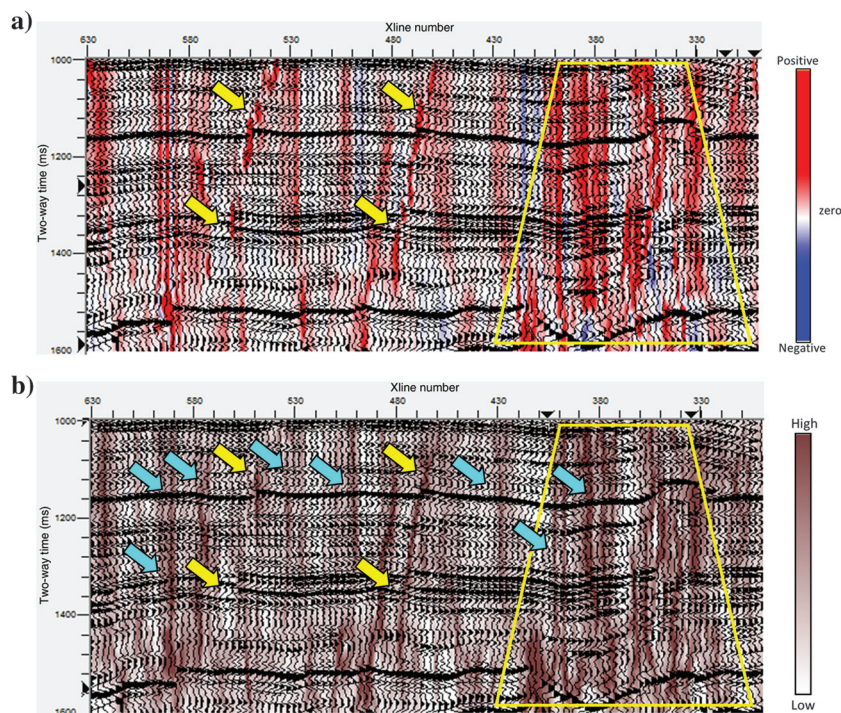 a)
Xline number
630 580 530 480 430 380 330
Two-way time (ms)
1000
1200
1400
1600
Positive
zero
Negative
b)
Xline number
630 580 530 480 430 380 330
Two-way time (ms)
1000
1200
1400
1600
High
Low